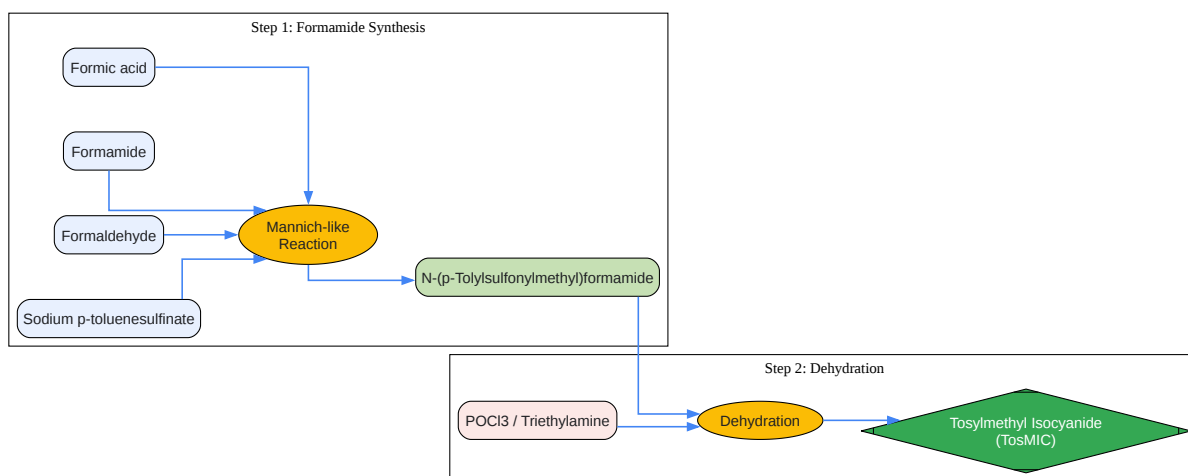 Step 1: Formamide Synthesis
Formic acid
Formamide
Mannich-like
Reaction
Formaldehyde
N-(p-Tolylsulfonylmethyl)formamide
Sodium p-toluenesulfinate
Step 2: Dehydration
POCl3 / Triethylamine
Dehydration
Tosylmethyl Isocyanide
(TosMIC)